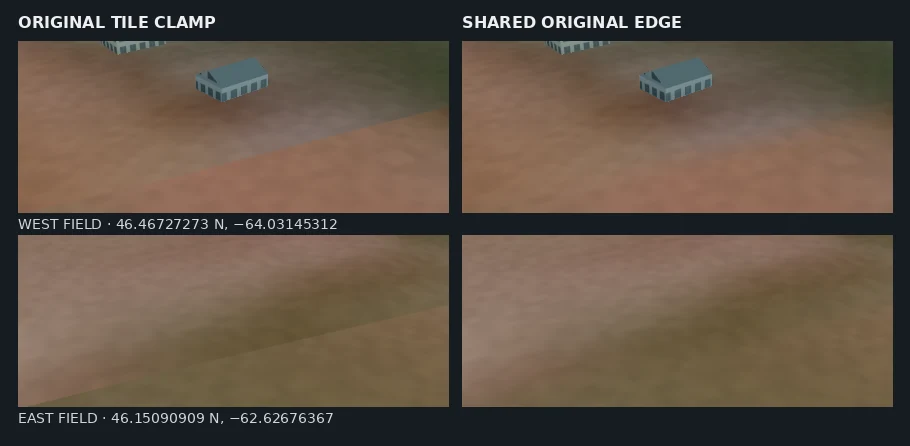 ORIGINAL TILE CLAMP
SHARED ORIGINAL EDGE
WEST FIELD · 46.46727273 N, −64.03145312
EAST FIELD · 46.15090909 N, −62.62676367